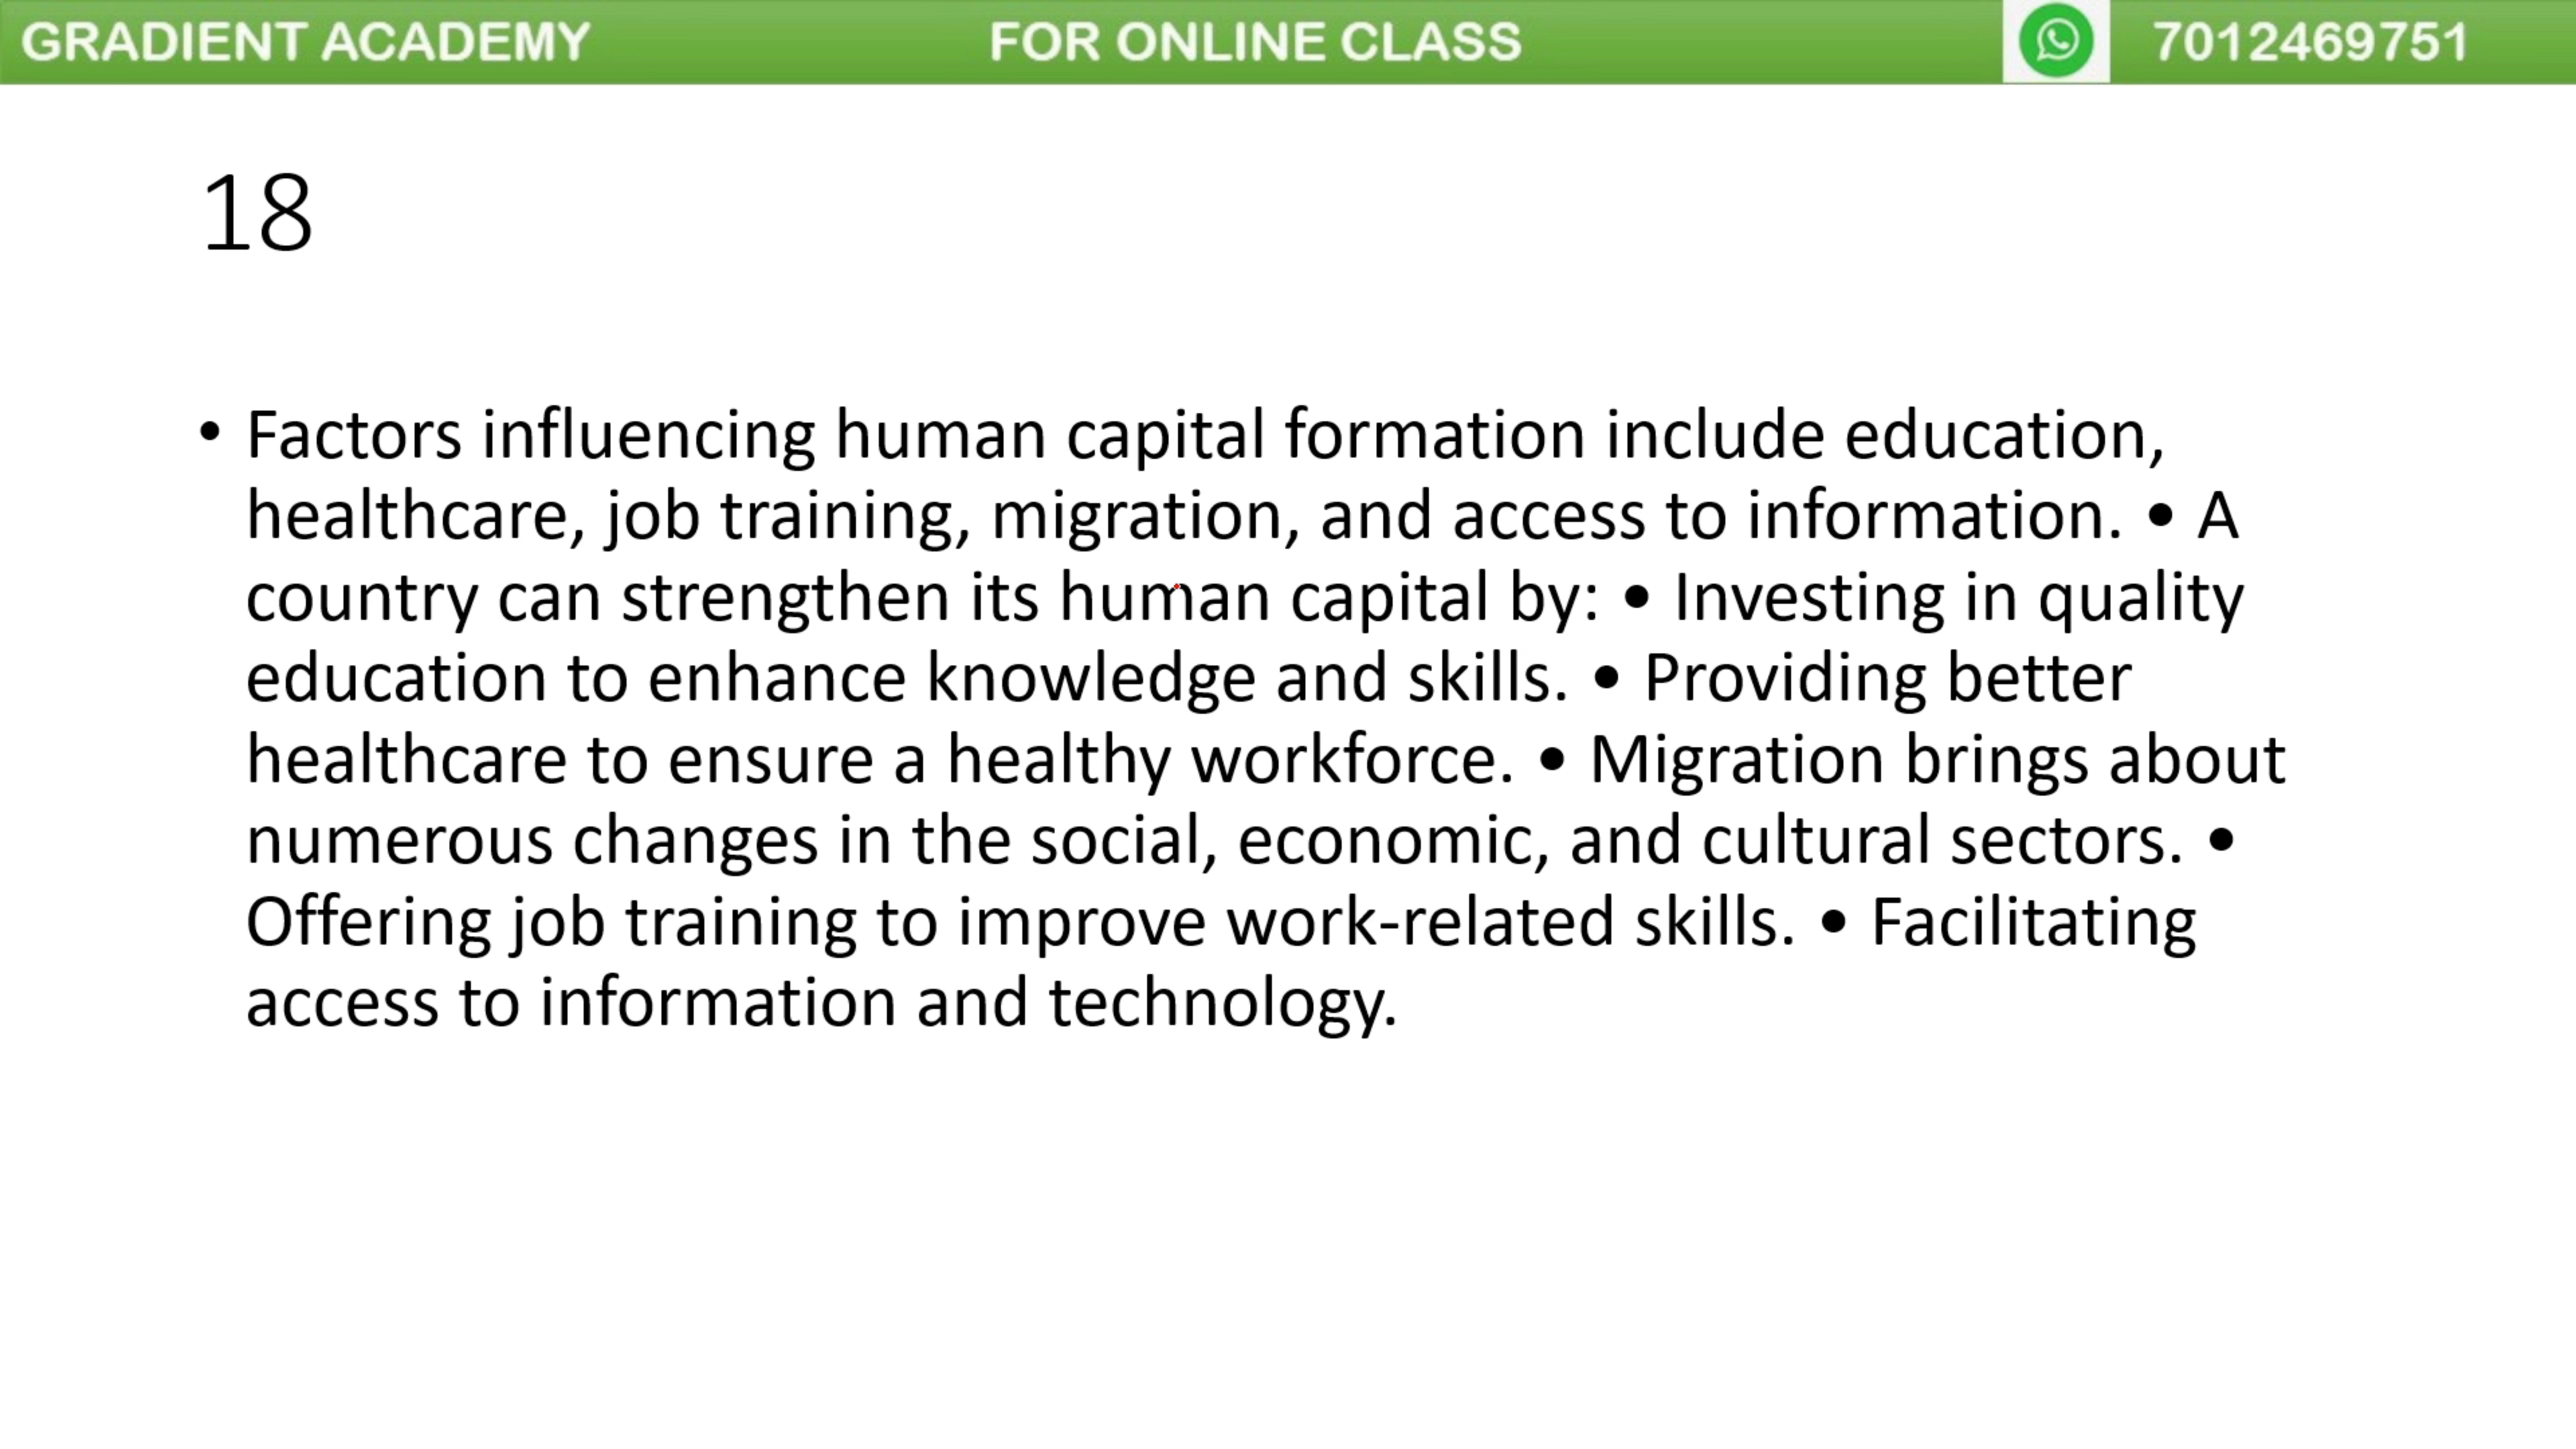 GRADIENT ACADEMY FOR ONLINE CLASS 7012469751
18
• Factors influencing human capital formation include education,
healthcare, job training, migration, and access to information. • A
country can strengthen its human capital by: • Investing in quality
education to enhance knowledge and skills. • Providing better
healthcare to ensure a healthy workforce. • Migration brings about
numerous changes in the social, economic, and cultural sectors. •
Offering job training to improve work-related skills. • Facilitating
access to information and technology.